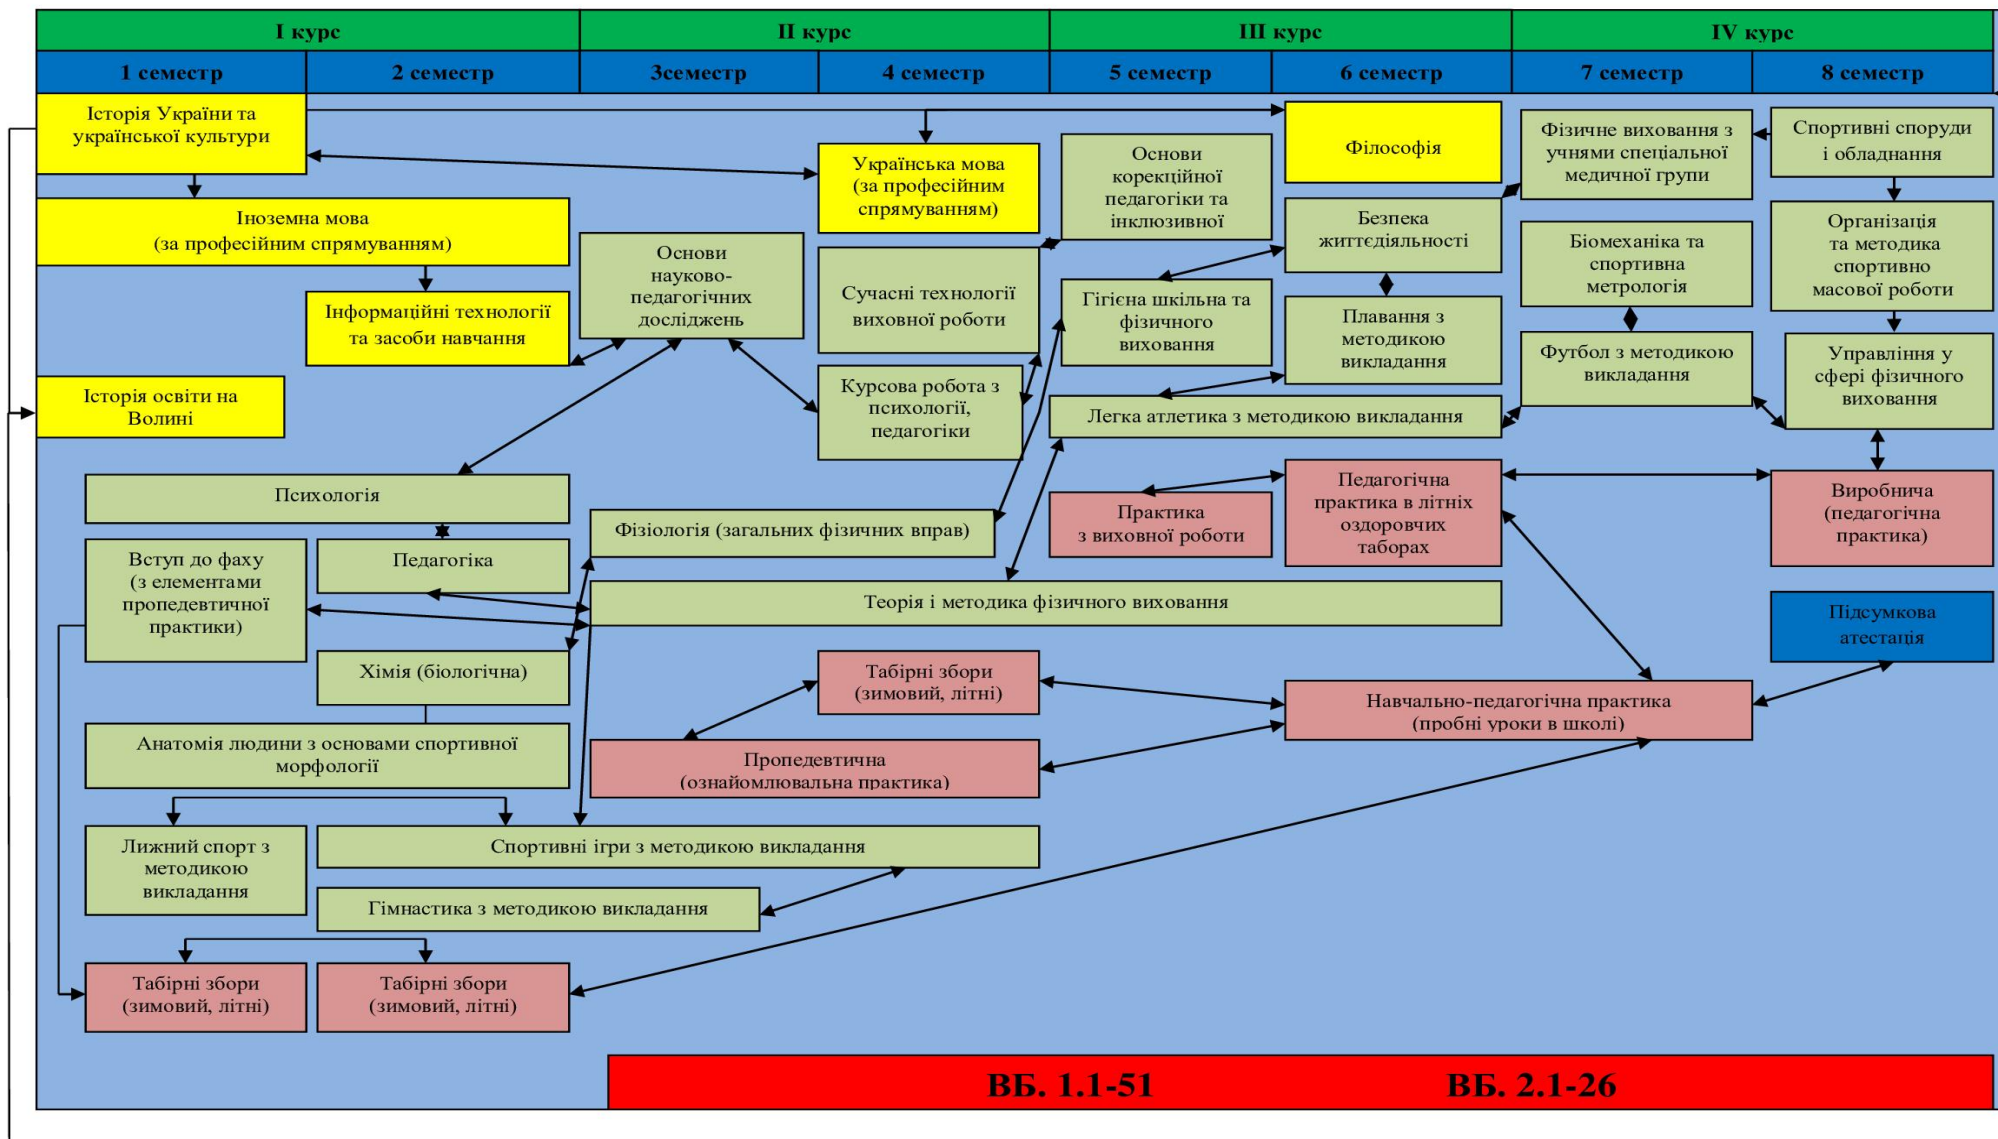 I курс
II курс
III курс
IV курс
1 семестр
2 семестр
3семестр
4 семестр
5 семестр
6 семестр
7 семестр
8 семестр
Історія України та
української культури
Українська мова
(за професійним
спрямуванням)
Основи
корекційної
педагогіки та
інклюзивної
Філософія
Фізичне виховання з
учнями спеціальної
медичної групи
Спортивні споруди
і обладнання
Іноземна мова
(за професійним спрямуванням)
Основи
науково-
педагогічних
досліджень
Сучасні технології
виховної роботи
Безпека
життєдіяльності
Біомеханіка та
спортивна
метрологія
Організація
та методика
спортивно
масової роботи
Інформаційні технології
та засоби навчання
Гігієна шкільна та
фізичного
виховання
Плавання з
методикою
викладання
Футбол з методикою
викладання
Управління у
сфері фізичного
виховання
Історія освіти на
Волині
Курсова робота з
психології,
педагогіки
Легка атлетика з методикою викладання
Психологія
Фізіологія (загальних фізичних вправ)
Практика
з виховної роботи
Педагогічна
практика в літніх
оздоровчих
таборах
Виробнича
(педагогічна
практика)
Вступ до фаху
(з елементами
пропедевтичної
практики)
Педагогіка
Теорія і методика фізичного виховання
Підсумкова
атестація
Хімія (біологічна)
Табірні збори
(зимовий, літні)
Навчально-педагогічна практика
(пробні уроки в школі)
Анатомія людини з основами спортивної
морфології
Пропедевтична
(ознайомлювальна практика)
Лижний спорт з
методикою
викладання
Спортивні ігри з методикою викладання
Гімнастика з методикою викладання
Табірні збори
(зимовий, літні)
Табірні збори
(зимовий, літні)
ВБ. 1.1-51
ВБ. 2.1-26